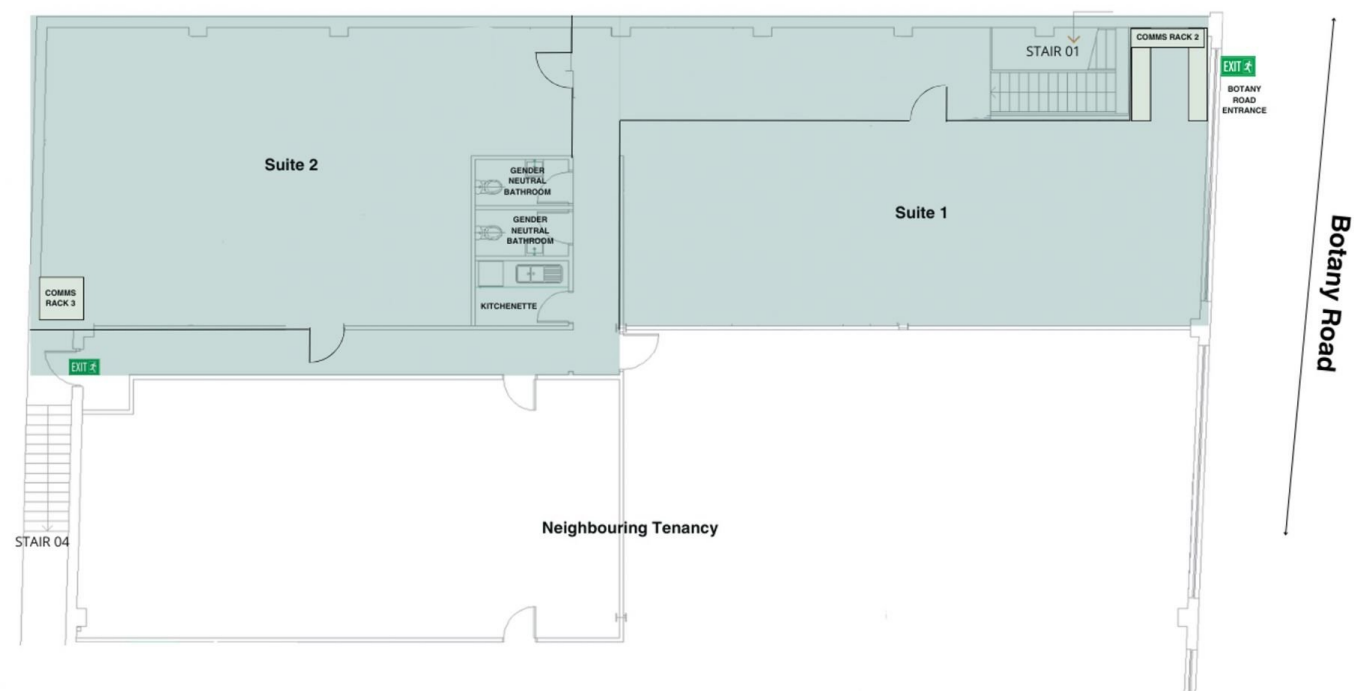 COMMS RACK 2
STAIR 01
EXIT
BOTANY
ROAD
ENTRANCE
Suite 2
GENDER
NEUTRAL
BATHROOM
Suite 1
GENDER
NEUTRAL
BATHROOM
Botany Road
COMMS
RACK 3
KITCHENETTE
EXIT
Neighbouring Tenancy
STAIR 04